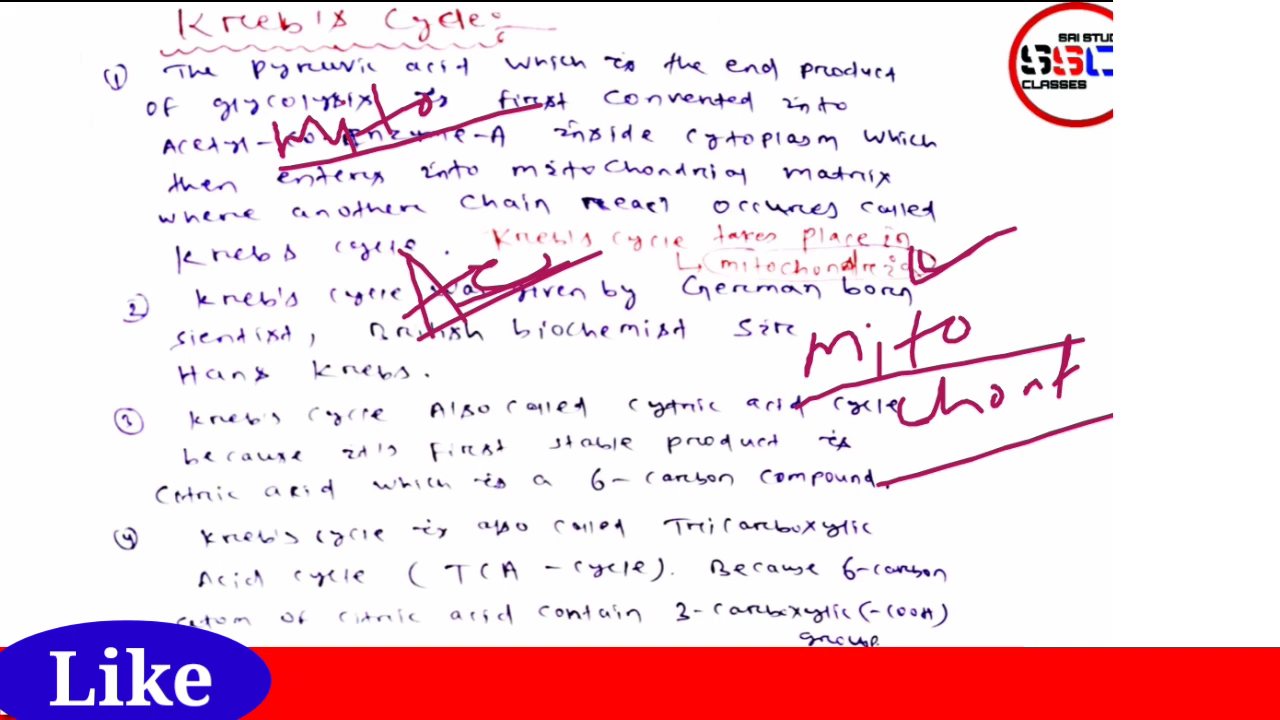 Kreb's Cycle:
SAI STUD
SSC
CLASSES
① The Pyruvic acid which is the end product
of glycolysis is first converted into
Acetyl-Coenzyme-A inside cytoplasm which
then enters into mitochondrial matrix
where another chain react occures called
Kreb's cycle. Kreb's cycle takes place in
mitochondria
② Kreb's cycle was given by German born
sientist, British biochemist Sir
Hans Krebs.
③ Kreb's cycle Also called cytric acid cycle
because it's first stable product is
Citric acid which is a 6-carbon compound.
④ Kreb's cycle is also called Tricarboxylic
Acid cycle (TCA-cycle). Because 6-carbon
atom of citric acid contain 3-carboxylic (-COOH)
group.
Myto
Mito
chond
Like